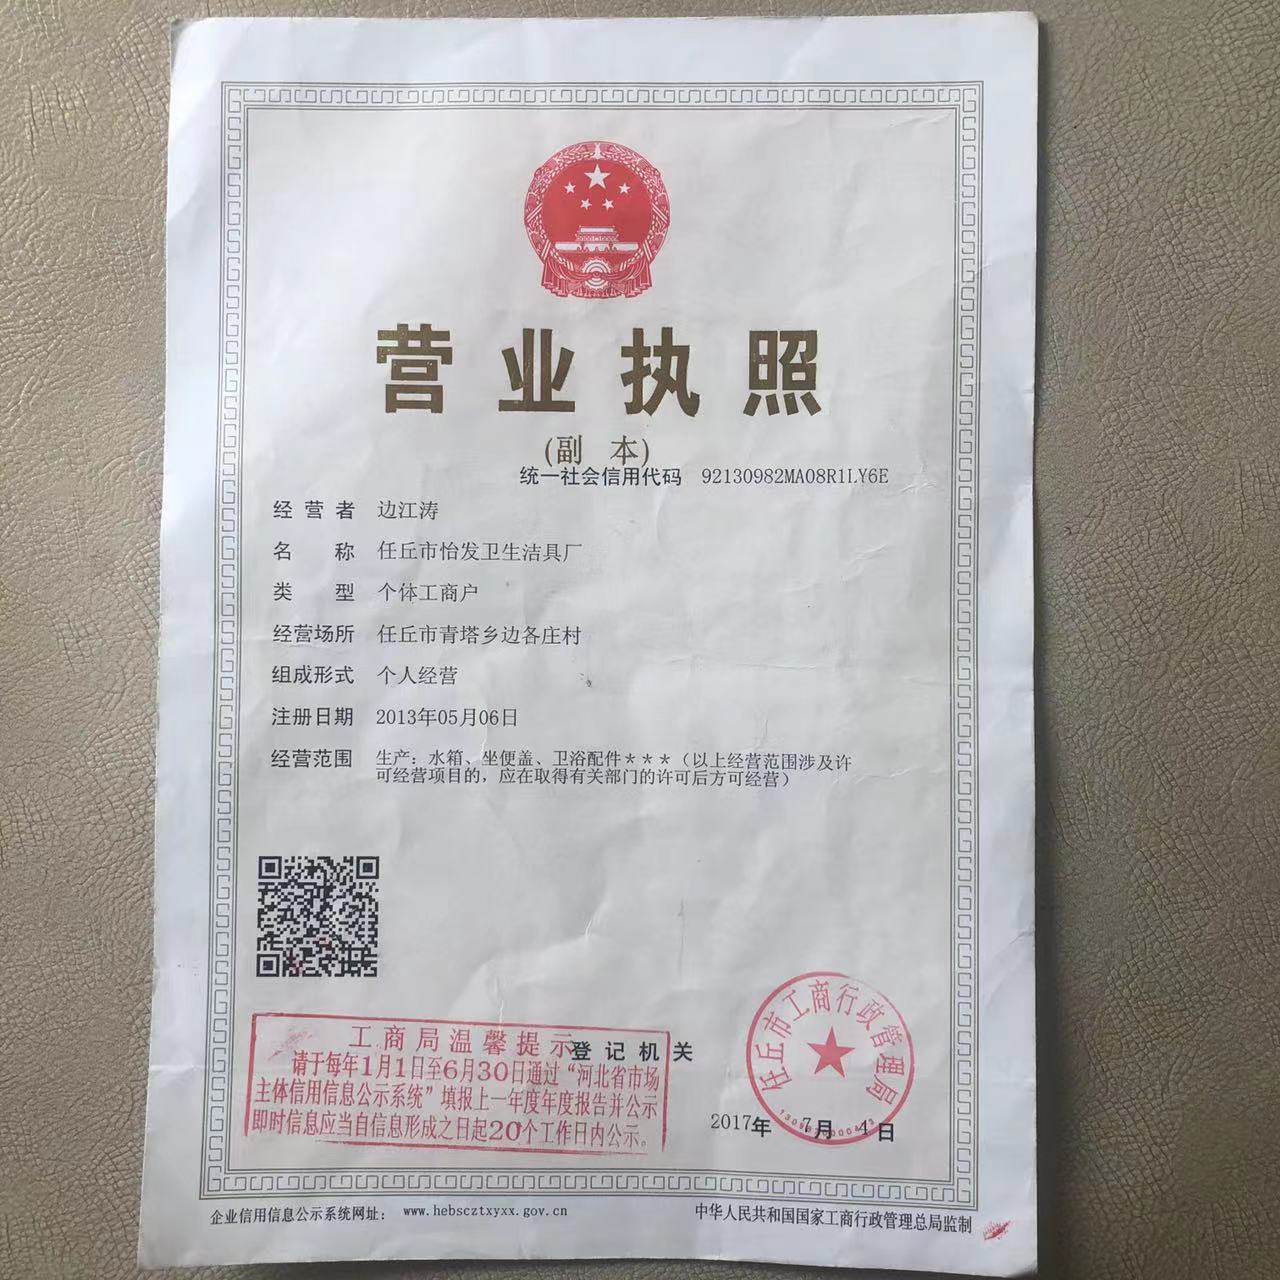 营业执照
(副 本)
统一社会信用代码 92130982MA08R1LY6E
经营者 边江涛
名称 任丘市怡发卫生洁具厂
类型 个体工商户
经营场所 任丘市青塔乡边各庄村
组成形式 个人经营
注册日期 2013年05月06日
经营范围 生产：水箱、坐便盖、卫浴配件***（以上经营范围涉及许
可经营项目的，应在取得有关部门的许可后方可经营）
工商局温馨提示
请于每年1月1日至6月30日通过“河北省市场
主体信用信息公示系统”填报上一年度年度报告并公示
即时信息应当自信息形成之日起20个工作日内公示。
登记机关
任丘市工商行政管理局
2017年 7月 4日
企业信用信息公示系统网址： www.hebscztxyxx.gov.cn
中华人民共和国国家工商行政管理总局监制